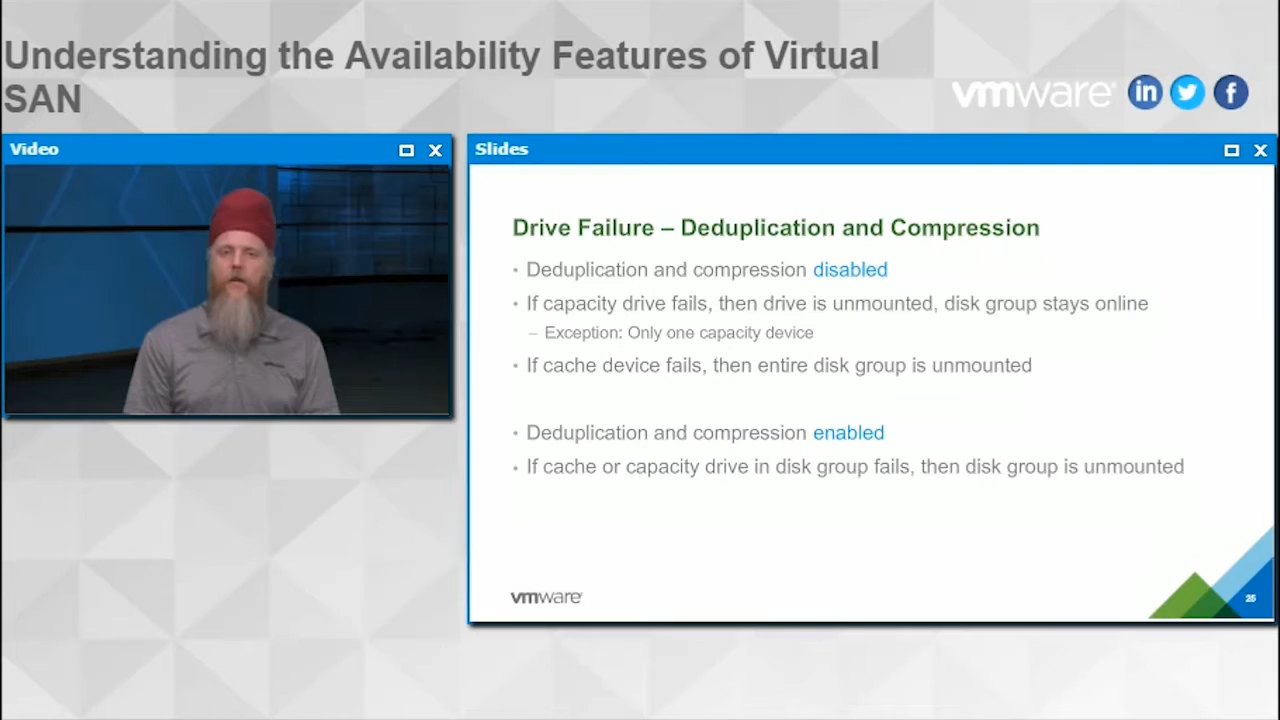 Understanding the Availability Features of Virtual
SAN
vmware
in
f
Video
Slides
Drive Failure – Deduplication and Compression
• Deduplication and compression disabled
• If capacity drive fails, then drive is unmounted, disk group stays online
– Exception: Only one capacity device
• If cache device fails, then entire disk group is unmounted
• Deduplication and compression enabled
• If cache or capacity drive in disk group fails, then disk group is unmounted
vmware
25